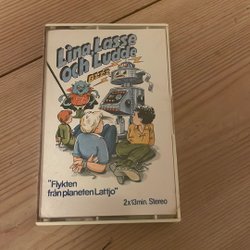 Lina, Lasse
och Ludde
"Flykten
från planeten Lattjo"
2x13min. Stereo